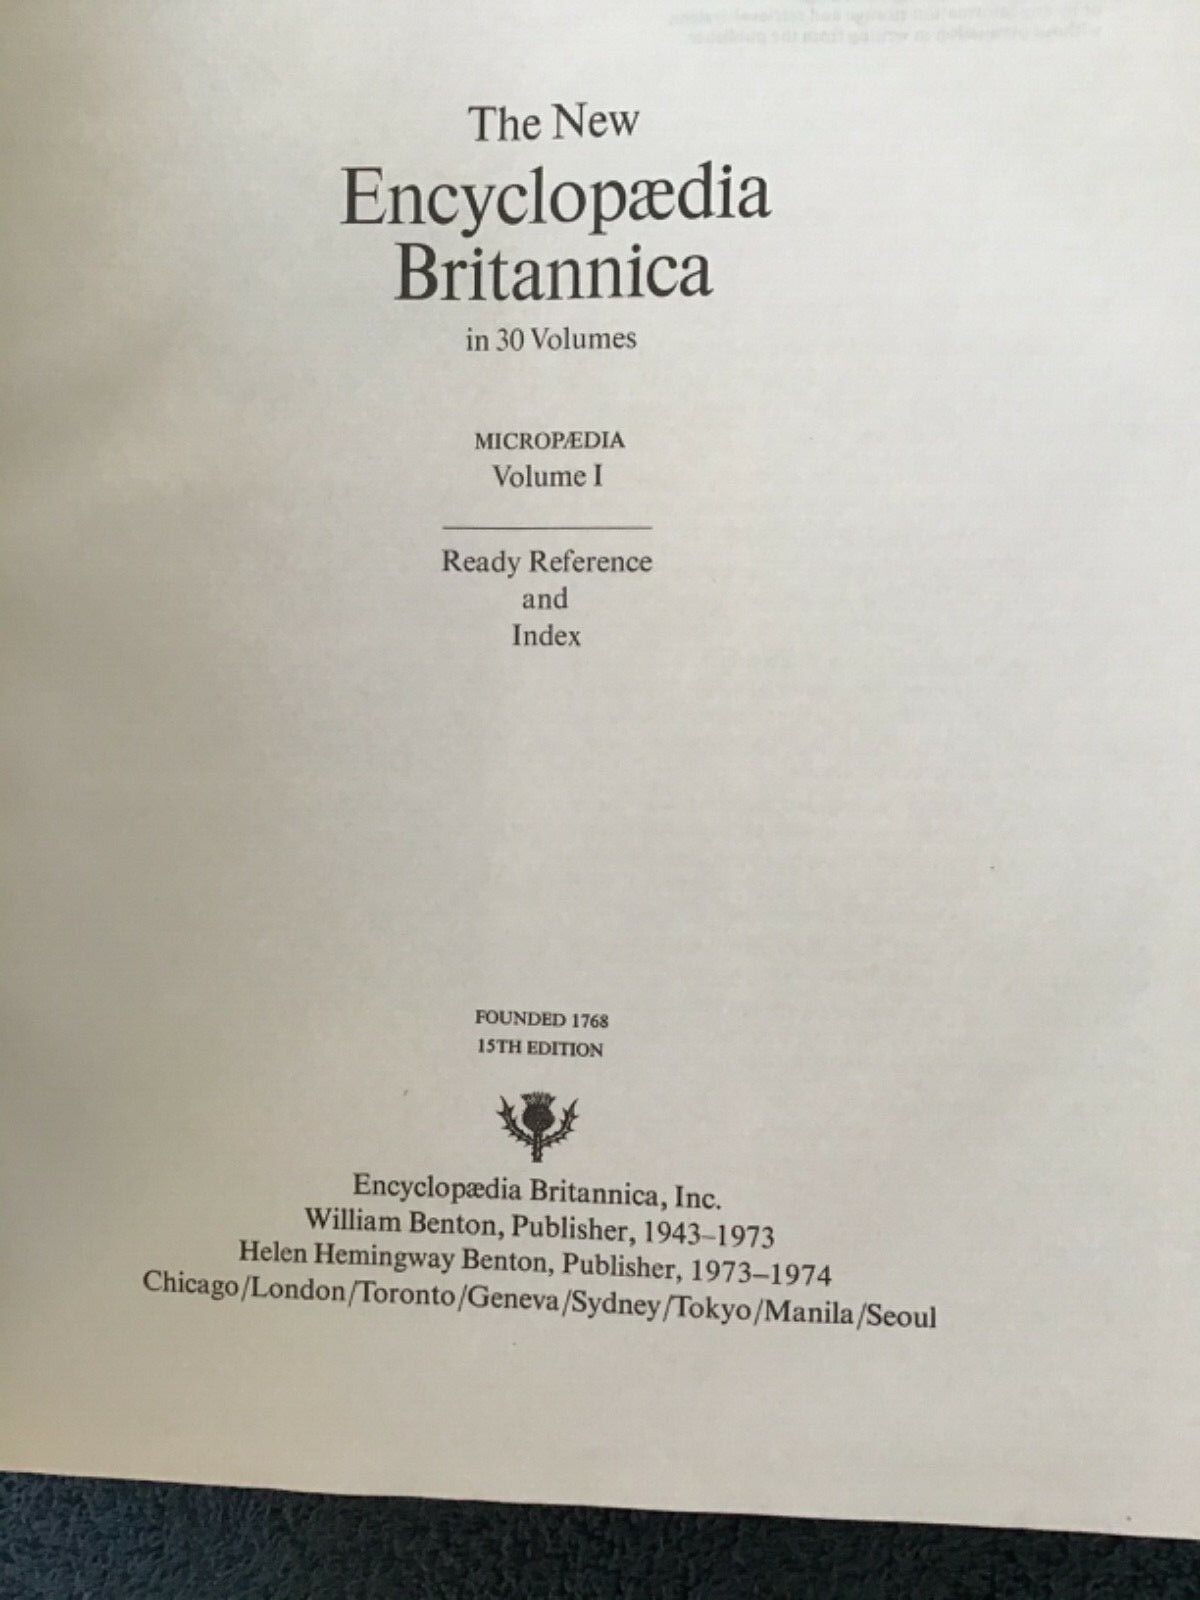 The New
Encyclopædia
Britannica
in 30 Volumes
MICROPÆDIA
Volume I
Ready Reference
and
Index
FOUNDED 1768
15TH EDITION
Encyclopædia Britannica, Inc.
William Benton, Publisher, 1943–1973
Helen Hemingway Benton, Publisher, 1973–1974
Chicago/London/Toronto/Geneva/Sydney/Tokyo/Manila/Seoul